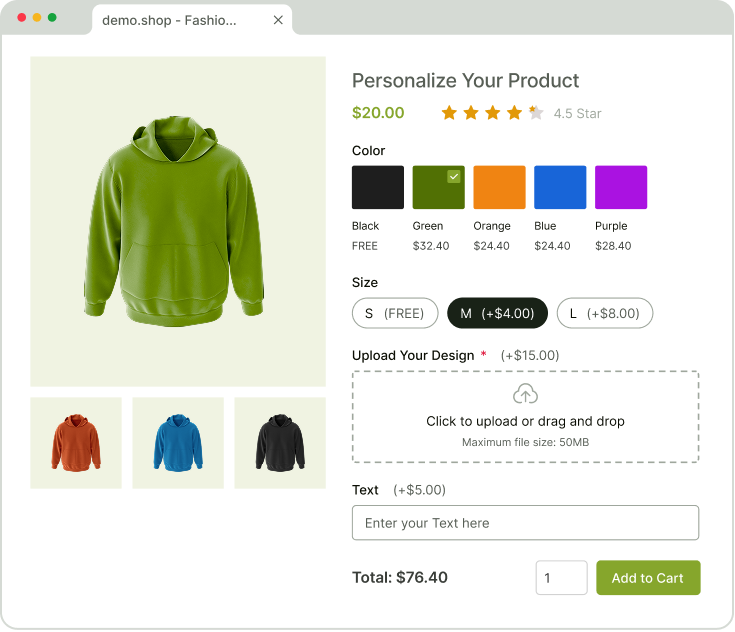 demo.shop - Fashio...
Personalize Your Product
$20.00 4.5 Star
Color
Black Green Orange Blue Purple
FREE $32.40 $24.40 $24.40 $28.40
Size
S (FREE) M (+$4.00) L (+$8.00)
Upload Your Design * (+$15.00)
Click to upload or drag and drop
Maximum file size: 50MB
Text (+$5.00)
Enter your Text here
Total: $76.40 1 Add to Cart